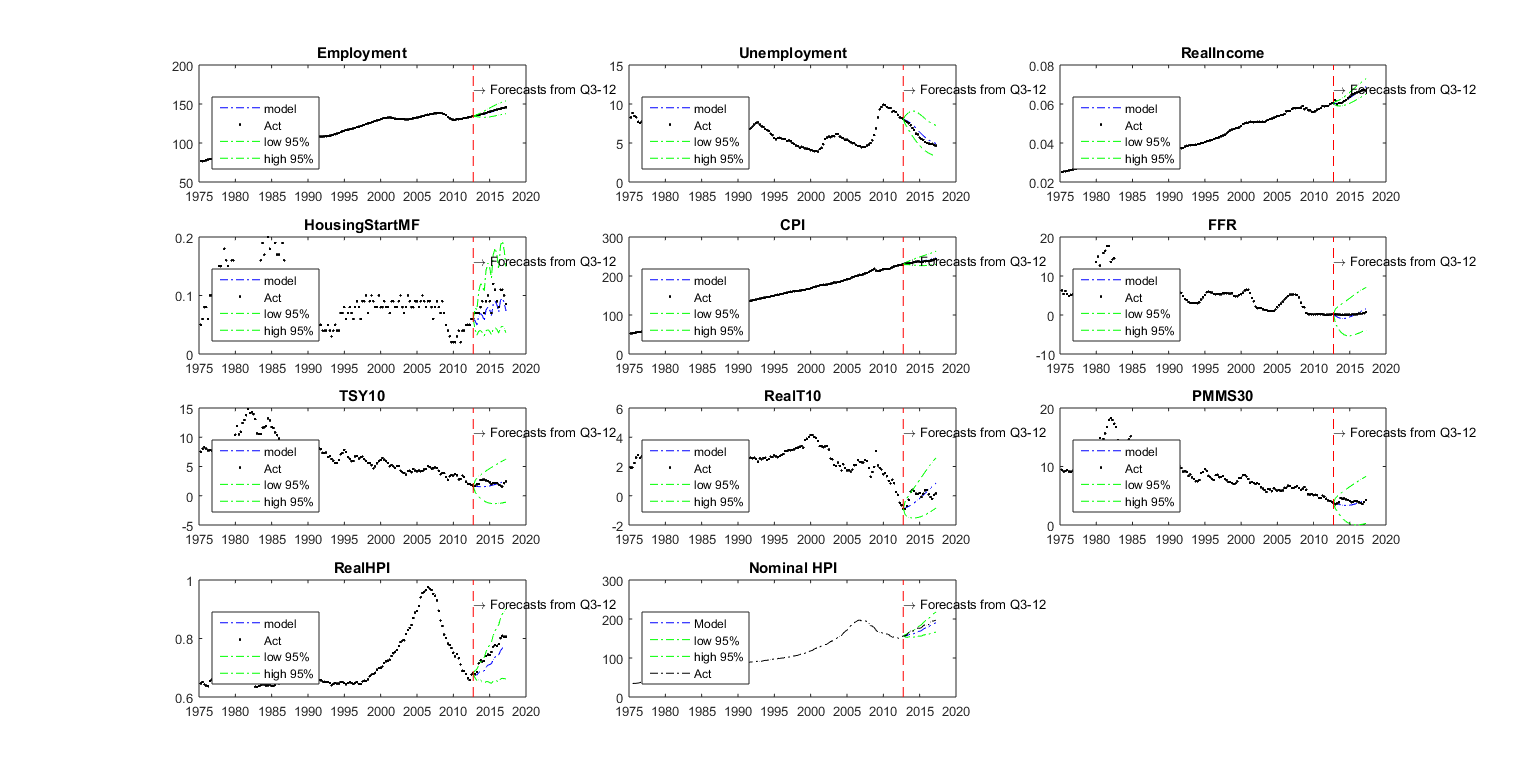 Employment
200
150
100
50
Forecasts from Q3-12
model
Act
low 95%
high 95%
1975 1980 1985 1990 1995 2000 2005 2010 2015 2020
Unemployment
15
10
5
0
Forecasts from Q3-12
model
Act
low 95%
high 95%
1975 1980 1985 1990 1995 2000 2005 2010 2015 2020
RealIncome
0.08
0.06
0.04
0.02
Forecasts from Q3-12
model
Act
low 95%
high 95%
1975 1980 1985 1990 1995 2000 2005 2010 2015 2020
HousingStartMF
0.2
0.1
0
Forecasts from Q3-12
model
Act
low 95%
high 95%
1975 1980 1985 1990 1995 2000 2005 2010 2015 2020
CPI
300
200
100
0
Forecasts from Q3-12
model
Act
low 95%
high 95%
1975 1980 1985 1990 1995 2000 2005 2010 2015 2020
FFR
20
10
0
-10
Forecasts from Q3-12
model
Act
low 95%
high 95%
1975 1980 1985 1990 1995 2000 2005 2010 2015 2020
TSY10
15
10
5
0
-5
Forecasts from Q3-12
model
Act
low 95%
high 95%
1975 1980 1985 1990 1995 2000 2005 2010 2015 2020
RealT10
6
4
2
0
-2
Forecasts from Q3-12
model
Act
low 95%
high 95%
1975 1980 1985 1990 1995 2000 2005 2010 2015 2020
PMMS30
20
10
0
Forecasts from Q3-12
model
Act
low 95%
high 95%
1975 1980 1985 1990 1995 2000 2005 2010 2015 2020
RealHPI
1
0.8
0.6
Forecasts from Q3-12
model
Act
low 95%
high 95%
1975 1980 1985 1990 1995 2000 2005 2010 2015 2020
Nominal HPI
300
200
100
0
Forecasts from Q3-12
Model
low 95%
high 95%
Act
1975 1980 1985 1990 1995 2000 2005 2010 2015 2020